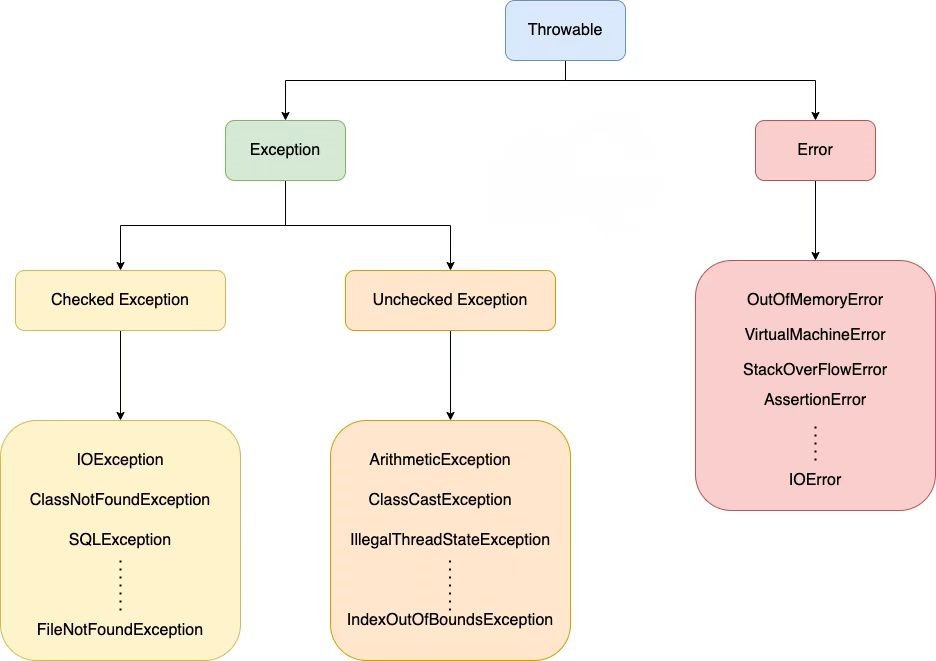 Throwable
Exception
Error
Checked Exception
Unchecked Exception
OutOfMemoryError
VirtualMachineError
StackOverFlowError
AssertionError
IOError
IOException
ClassNotFoundException
SQLException
FileNotFoundException
ArithmeticException
ClassCastException
IllegalThreadStateException
IndexOutOfBoundsException